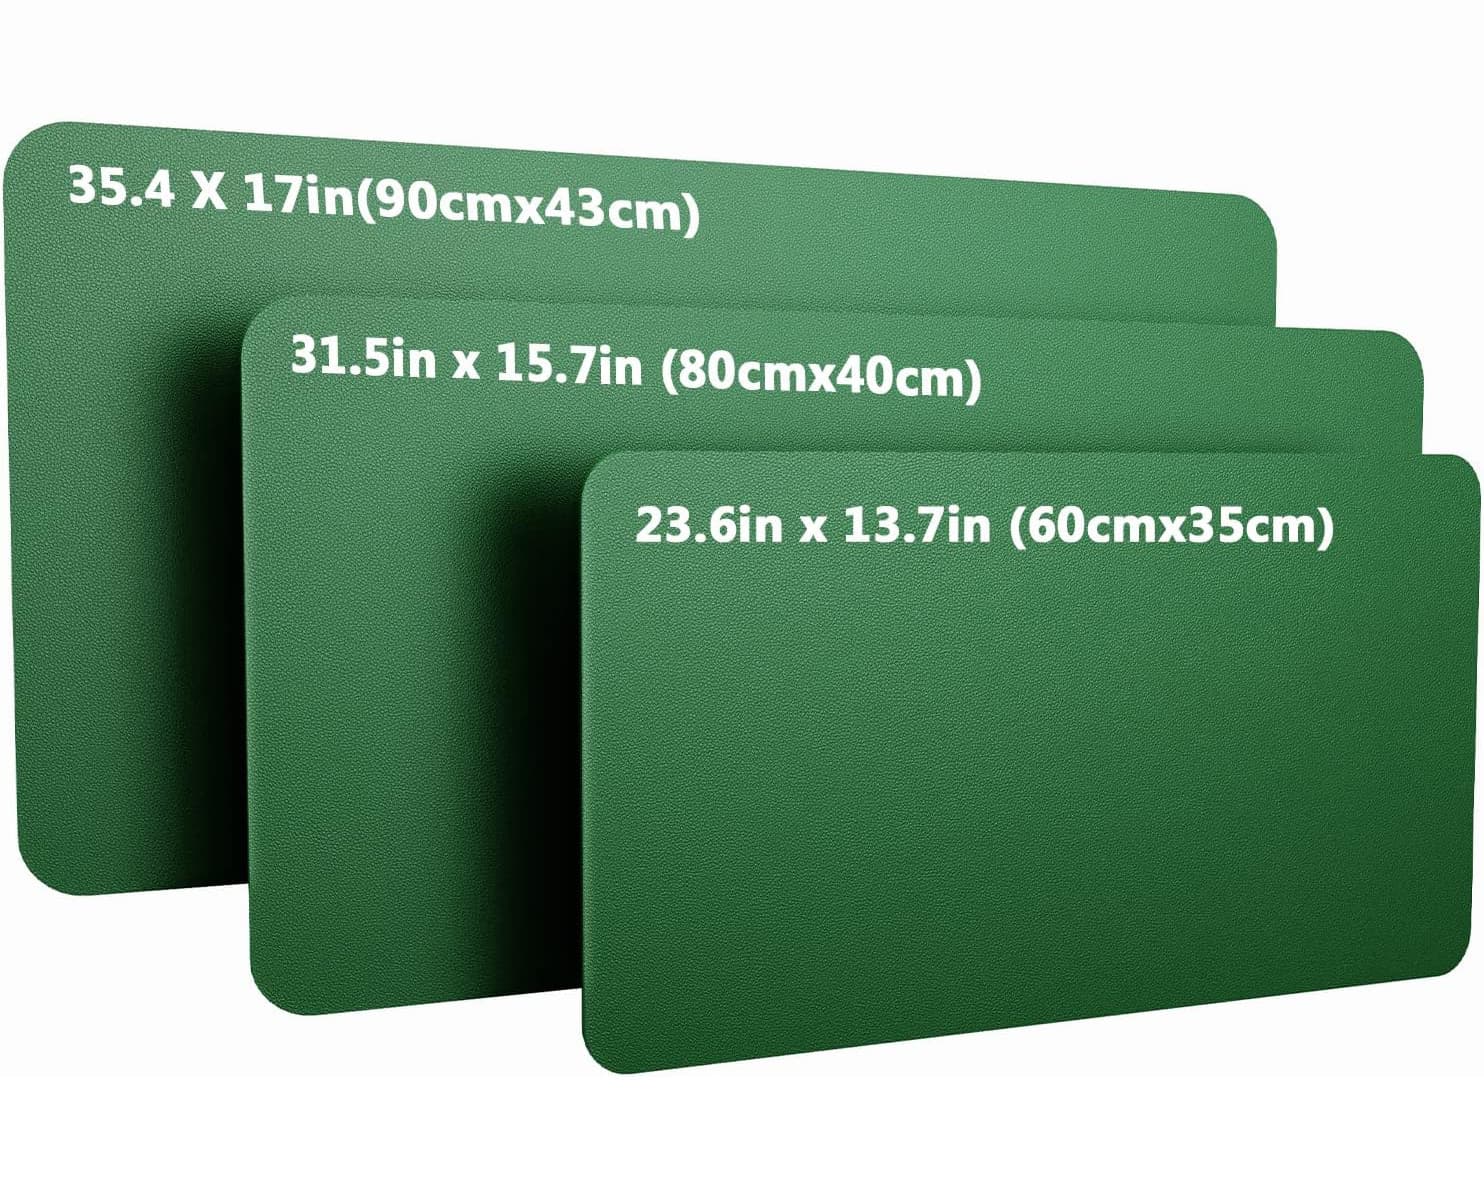 35.4 X 17in(90cmx43cm)
31.5in x 15.7in (80cmx40cm)
23.6in x 13.7in (60cmx35cm)